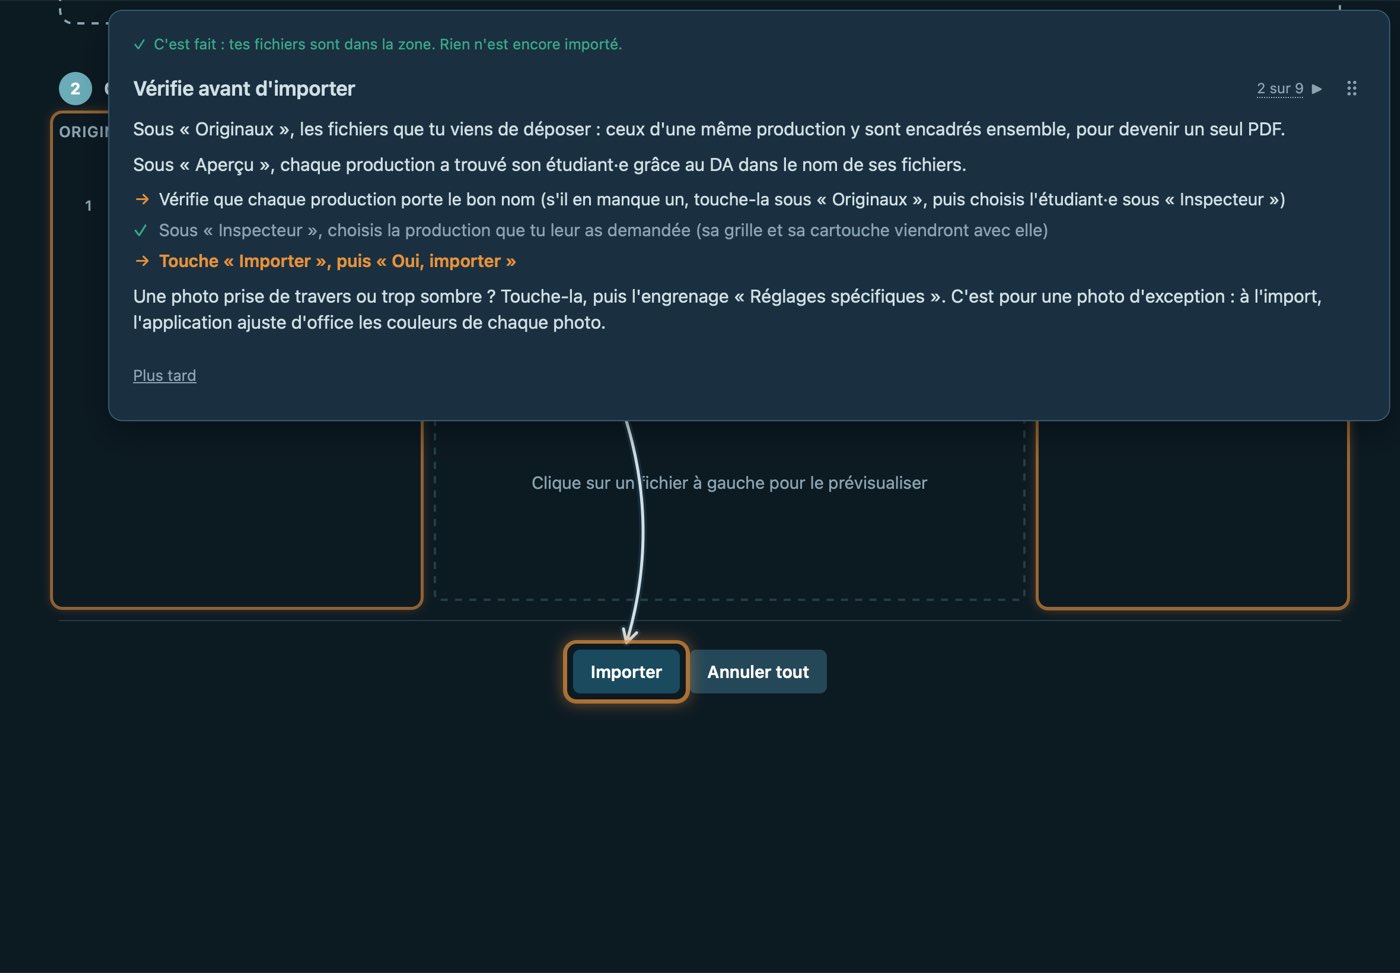 ✓ C'est fait : tes fichiers sont dans la zone. Rien n'est encore importé.
2
Vérifie avant d'importer
2 sur 9 ▶
ORIGI
Sous « Originaux », les fichiers que tu viens de déposer : ceux d'une même production y sont encadrés ensemble, pour devenir un seul PDF.
Sous « Aperçu », chaque production a trouvé son étudiant·e grâce au DA dans le nom de ses fichiers.
1
→ Vérifie que chaque production porte le bon nom (s'il en manque un, touche-la sous « Originaux », puis choisis l'étudiant·e sous « Inspecteur »)
✓ Sous « Inspecteur », choisis la production que tu leur as demandée (sa grille et sa cartouche viendront avec elle)
→ Touche « Importer », puis « Oui, importer »
Une photo prise de travers ou trop sombre ? Touche-la, puis l'engrenage « Réglages spécifiques ». C'est pour une photo d'exception : à l'import,
l'application ajuste d'office les couleurs de chaque photo.
Plus tard
Clique sur un fichier à gauche pour le prévisualiser
Importer
Annuler tout